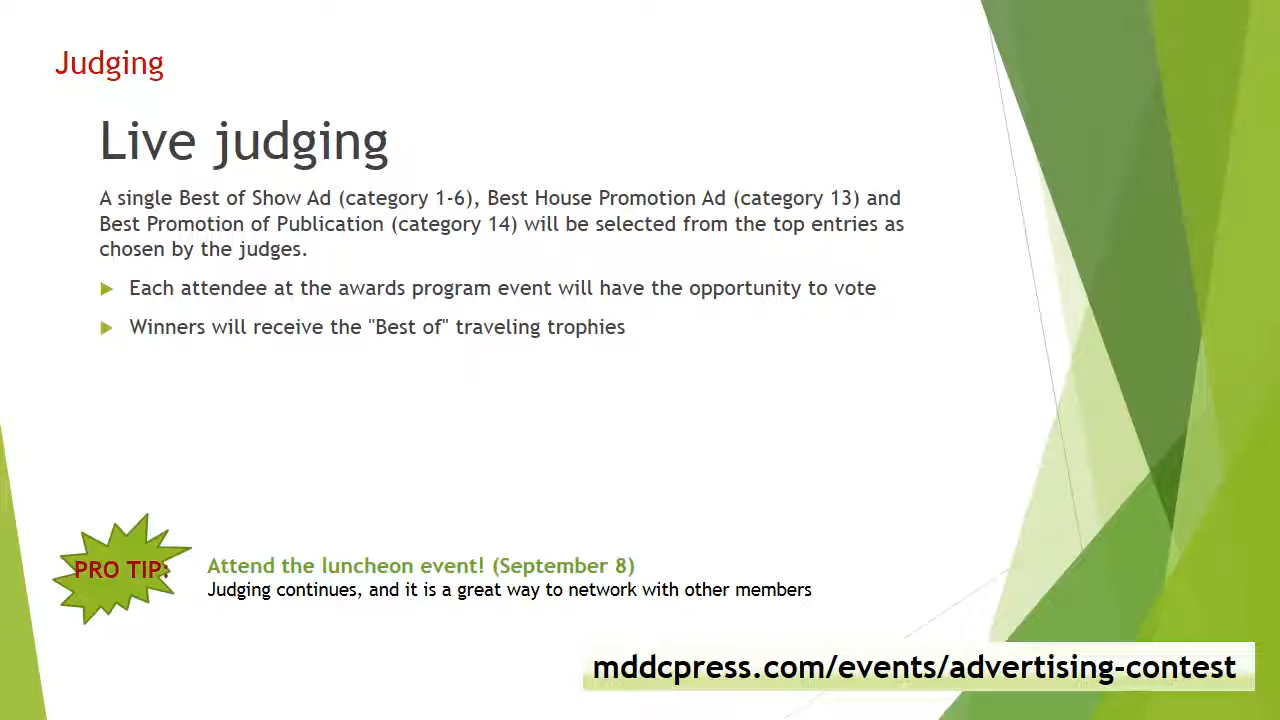 Judging
Live judging
A single Best of Show Ad (category 1-6), Best House Promotion Ad (category 13) and
Best Promotion of Publication (category 14) will be selected from the top entries as
chosen by the judges.
Each attendee at the awards program event will have the opportunity to vote
Winners will receive the "Best of" traveling trophies
PRO TIP:
Attend the luncheon event! (September 8)
Judging continues, and it is a great way to network with other members
mddcpress.com/events/advertising-contest